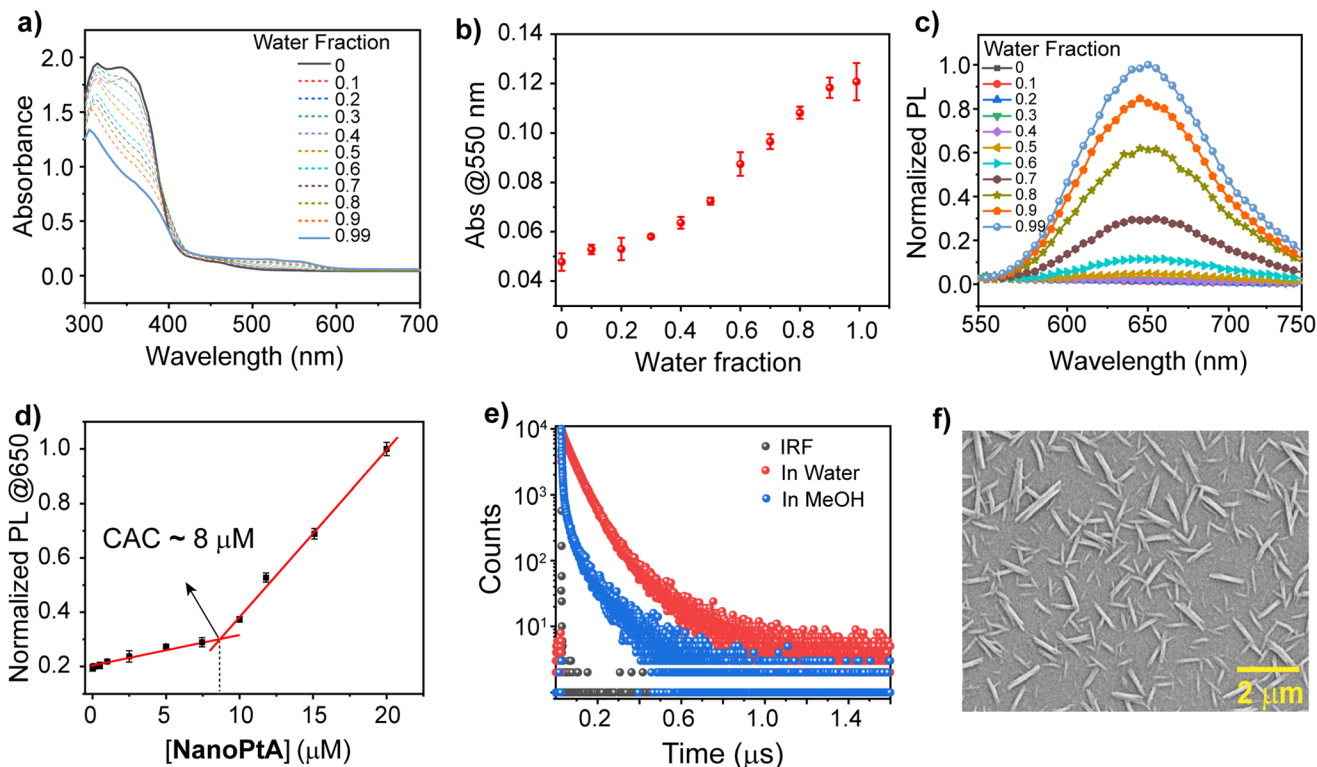 a)
Water Fraction
0
0.1
0.2
0.3
0.4
0.5
0.6
0.7
0.8
0.9
0.99
2.0
1.5
1.0
0.5
0.0
Absorbance
300 400 500 600 700
Wavelength (nm)
b)
0.14
0.12
0.10
0.08
0.06
0.04
Abs @550 nm
0 0.2 0.4 0.6 0.8 1.0
Water fraction
c)
Water Fraction
0
0.1
0.2
0.3
0.4
0.5
0.6
0.7
0.8
0.9
0.99
1.0
0.8
0.6
0.4
0.2
0.0
Normalized PL
550 600 650 700 750
Wavelength (nm)
d)
1.0
0.8
0.6
0.4
0.2
Normalized PL @650
CAC ~ 8 μM
0 5 10 15 20
[NanoPtA] (μM)
e)
10⁴
10³
10²
10¹
Counts
IRF
In Water
In MeOH
0.2 0.6 1.0 1.4
Time (μs)
f)
2 μm